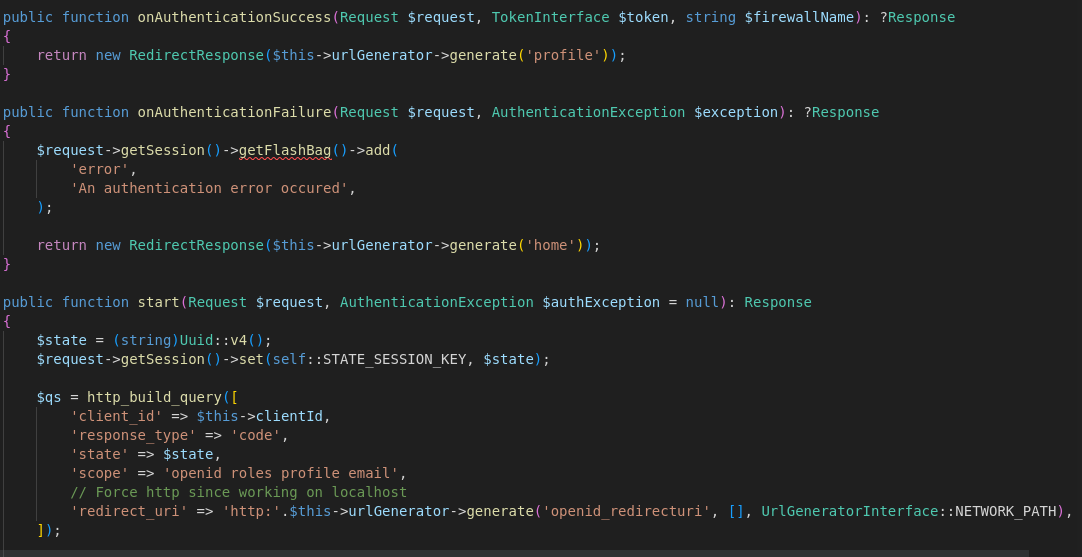 public function onAuthenticationSuccess(Request $request, TokenInterface $token, string $firewallName): ?Response
{
    return new RedirectResponse($this->urlGenerator->generate('profile'));
}

public function onAuthenticationFailure(Request $request, AuthenticationException $exception): ?Response
{
    $request->getSession()->getFlashBag()->add(
        'error',
        'An authentication error occured',
    );

    return new RedirectResponse($this->urlGenerator->generate('home'));
}

public function start(Request $request, AuthenticationException $authException = null): Response
{
    $state = (string)Uuid::v4();
    $request->getSession()->set(self::STATE_SESSION_KEY, $state);

    $qs = http_build_query([
        'client_id' => $this->clientId,
        'response_type' => 'code',
        'state' => $state,
        'scope' => 'openid roles profile email',
        // Force http since working on localhost
        'redirect_uri' => 'http:'.$this->urlGenerator->generate('openid_redirecturi', [], UrlGeneratorInterface::NETWORK_PATH),
    ]);